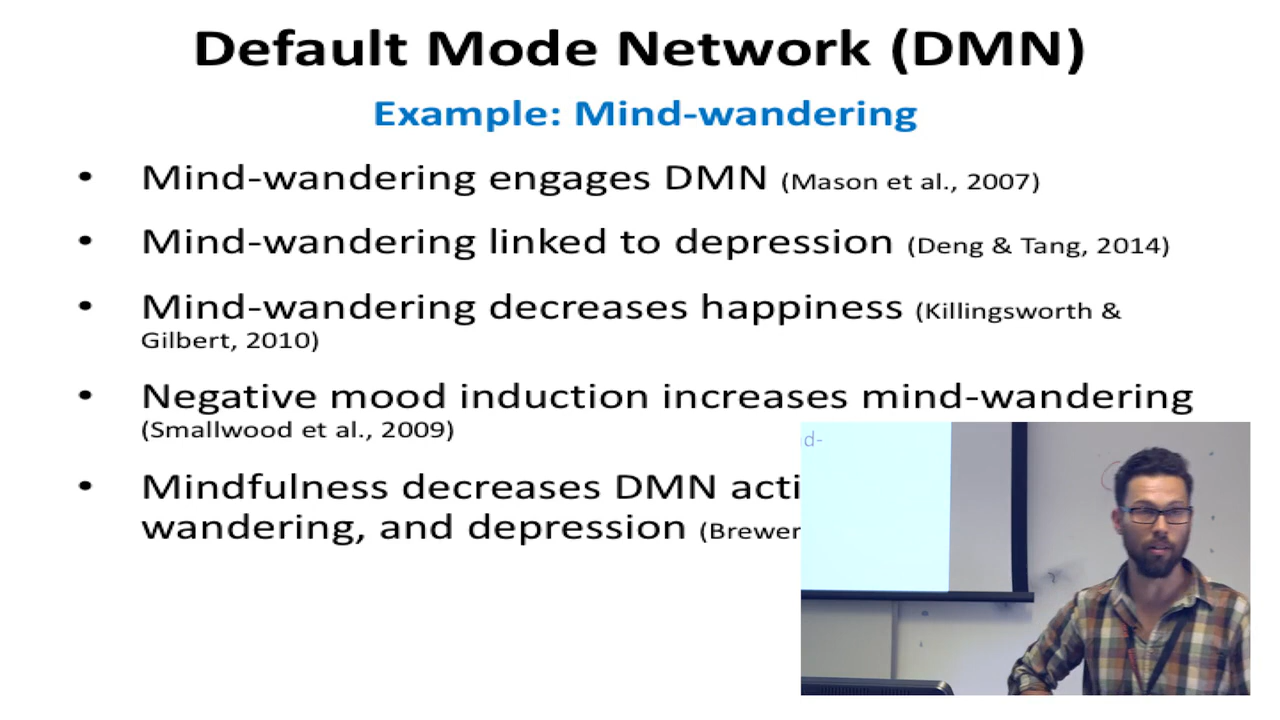 Default Mode Network (DMN)
Example: Mind-wandering
• Mind-wandering engages DMN (Mason et al., 2007)
• Mind-wandering linked to depression (Deng & Tang, 2014)
• Mind-wandering decreases happiness (Killingsworth &
Gilbert, 2010)
• Negative mood induction increases mind-wandering
(Smallwood et al., 2009)
d-
• Mindfulness decreases DMN acti
wandering, and depression (Brewer